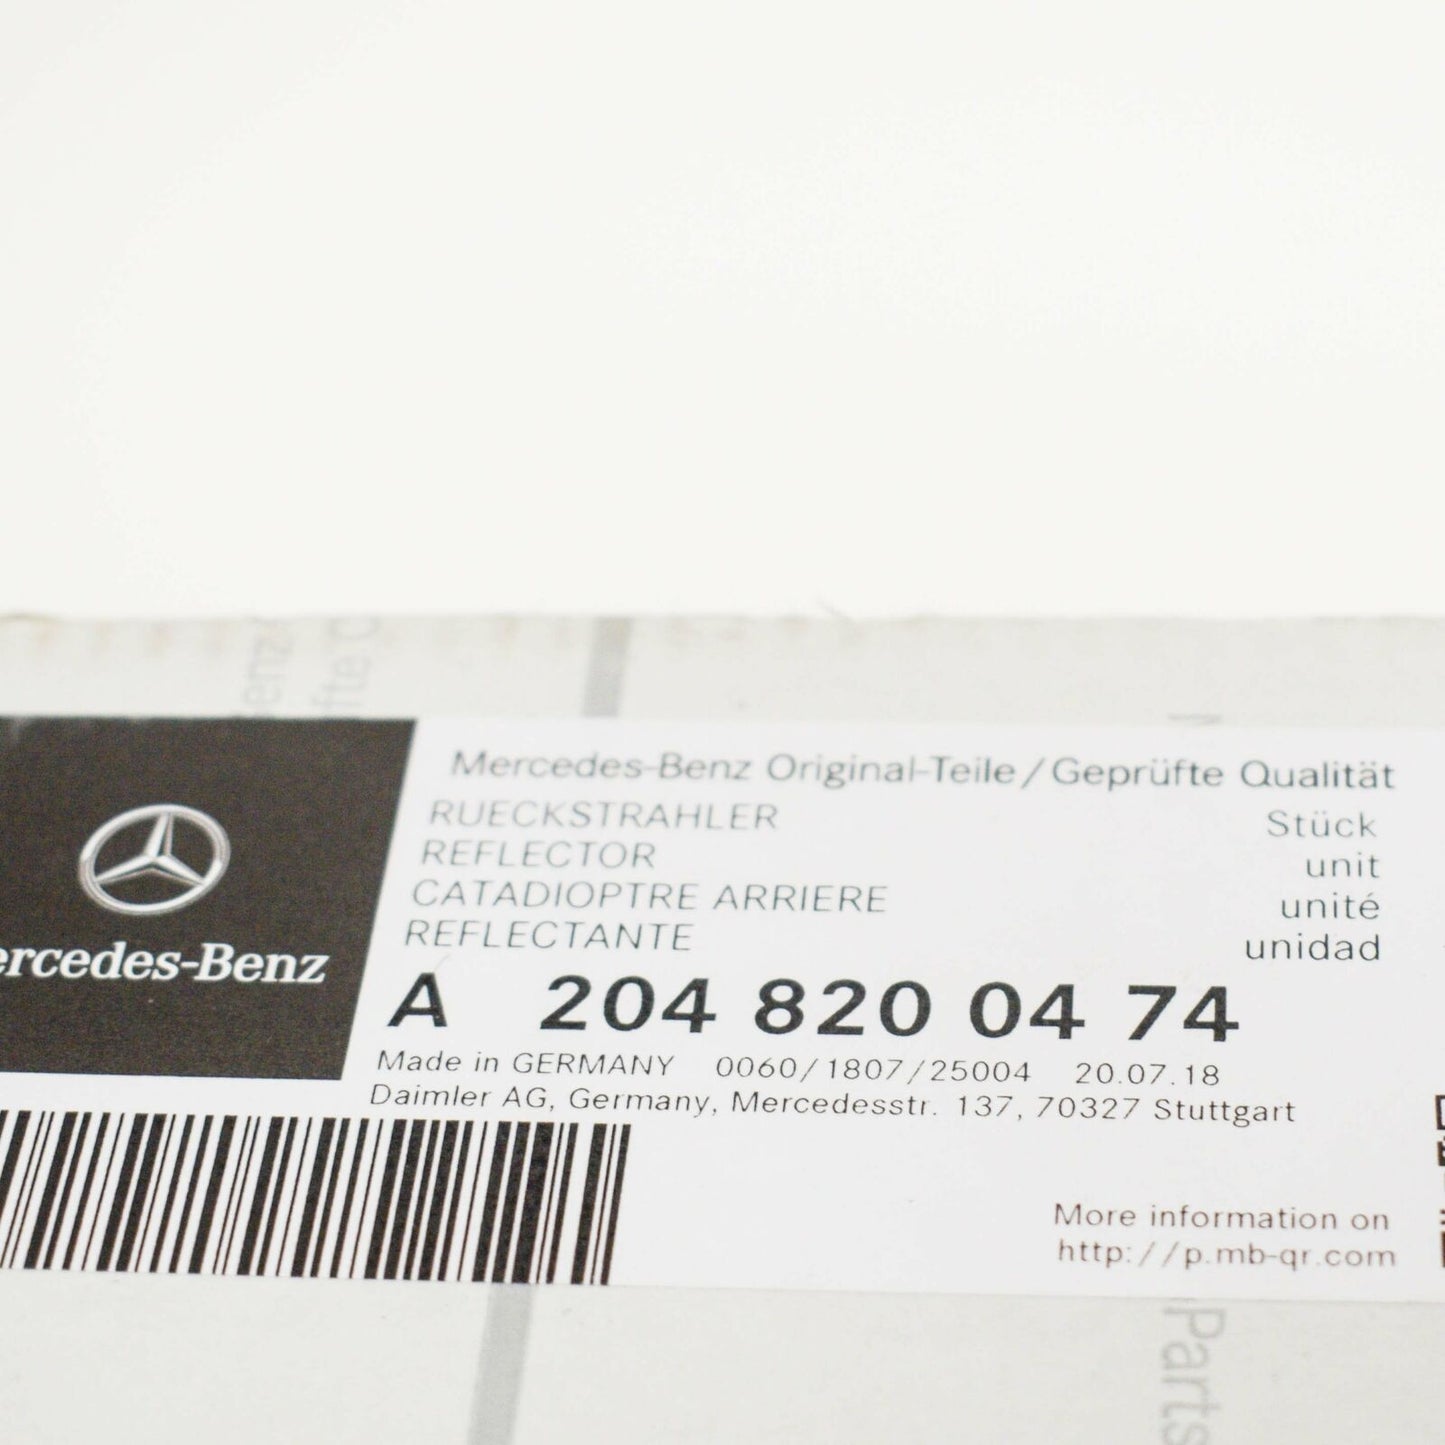 Mercedes-Benz Original-Teile/Geprüfte Qualität
RUECKSTRAHLER Stück
REFLECTOR unit
CATADIOPTRE ARRIERE unité
REFLECTANTE unidad
ercedes-Benz
A 204 820 04 74
Made in GERMANY 0060/1807/25004 20.07.18
Daimler AG, Germany, Mercedesstr. 137, 70327 Stuttgart
More information on
http://p.mb-qr.com
Parts